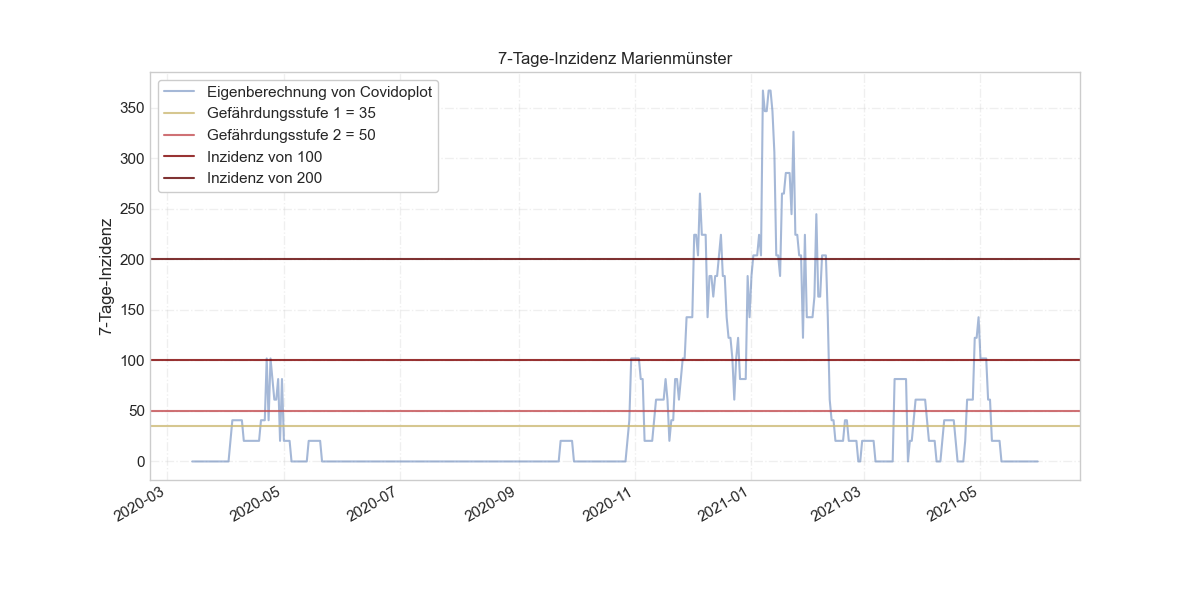 7-Tage-Inzidenz Marienmünster
Eigenberechnung von Covidoplot
Gefährdungsstufe 1 = 35
Gefährdungsstufe 2 = 50
Inzidenz von 100
Inzidenz von 200
7-Tage-Inzidenz
350
300
250
200
150
100
50
0
2020-03
2020-05
2020-07
2020-09
2020-11
2021-01
2021-03
2021-05